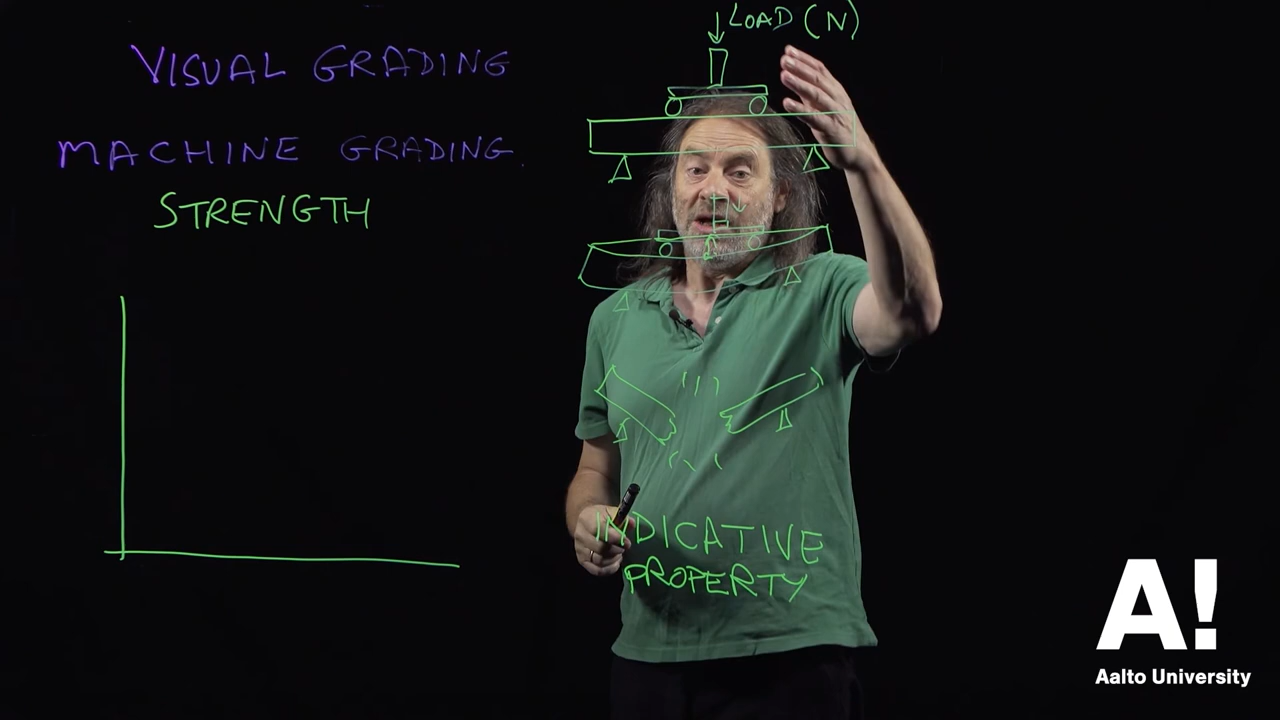 VISUAL GRADING
MACHINE GRADING.
STRENGTH
LOAD (N)
INDICATIVE
PROPERTY
A!
Aalto University